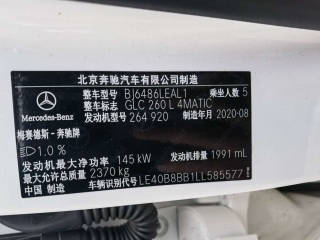 北京奔驰汽车有限公司制造
整车型号 BJ6486LEAL1 乘坐人数 5
整车标志 GLC 260 L 4MATIC
Mercedes-Benz
发动机型号 264 920 制造年月 2020-08
梅赛德斯-奔驰牌
1.0 %
发动机最大净功率 145 kW
发动机排量 1991 mL
最大允许总质量 2370 kg
中国 制造 车辆识别代号 LE40B8BB1LL585577